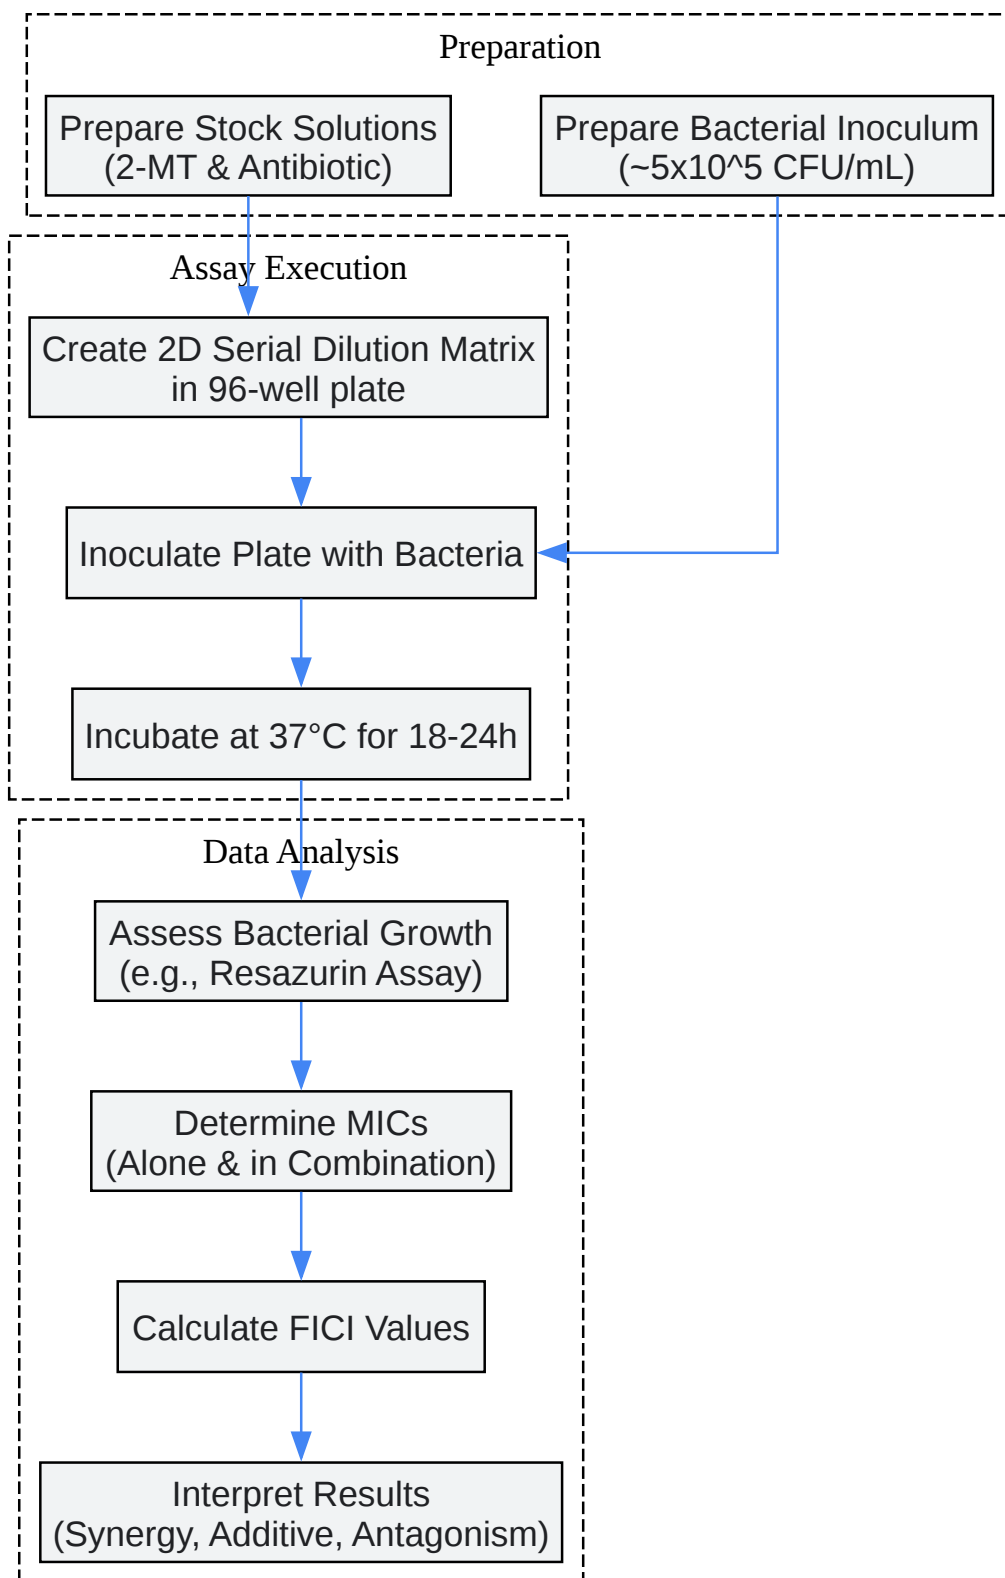 Preparation
Prepare Stock Solutions
(2-MT & Antibiotic)
Prepare Bacterial Inoculum
(~5x10^5 CFU/mL)
Assay Execution
Create 2D Serial Dilution Matrix
in 96-well plate
Inoculate Plate with Bacteria
Incubate at 37°C for 18-24h
Data Analysis
Assess Bacterial Growth
(e.g., Resazurin Assay)
Determine MICs
(Alone & in Combination)
Calculate FICI Values
Interpret Results
(Synergy, Additive, Antagonism)